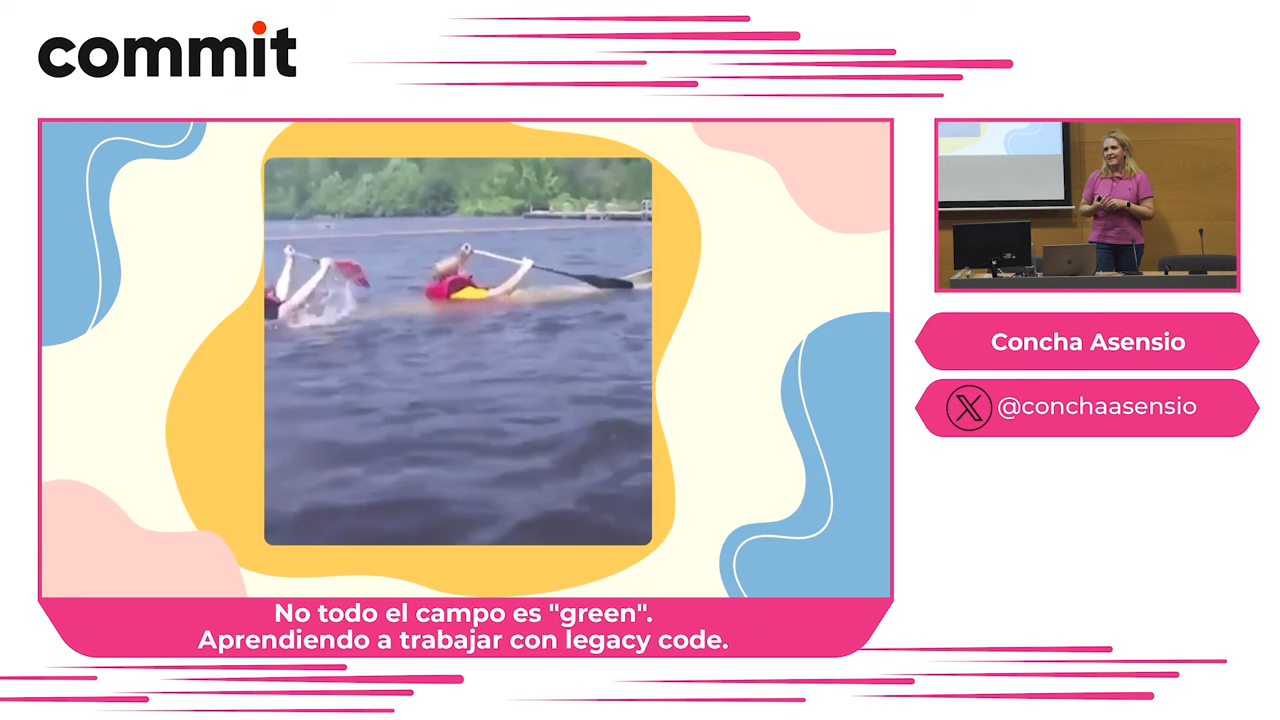 commit
Concha Asensio
@conchaasensio
No todo el campo es "green".
Aprendiendo a trabajar con legacy code.